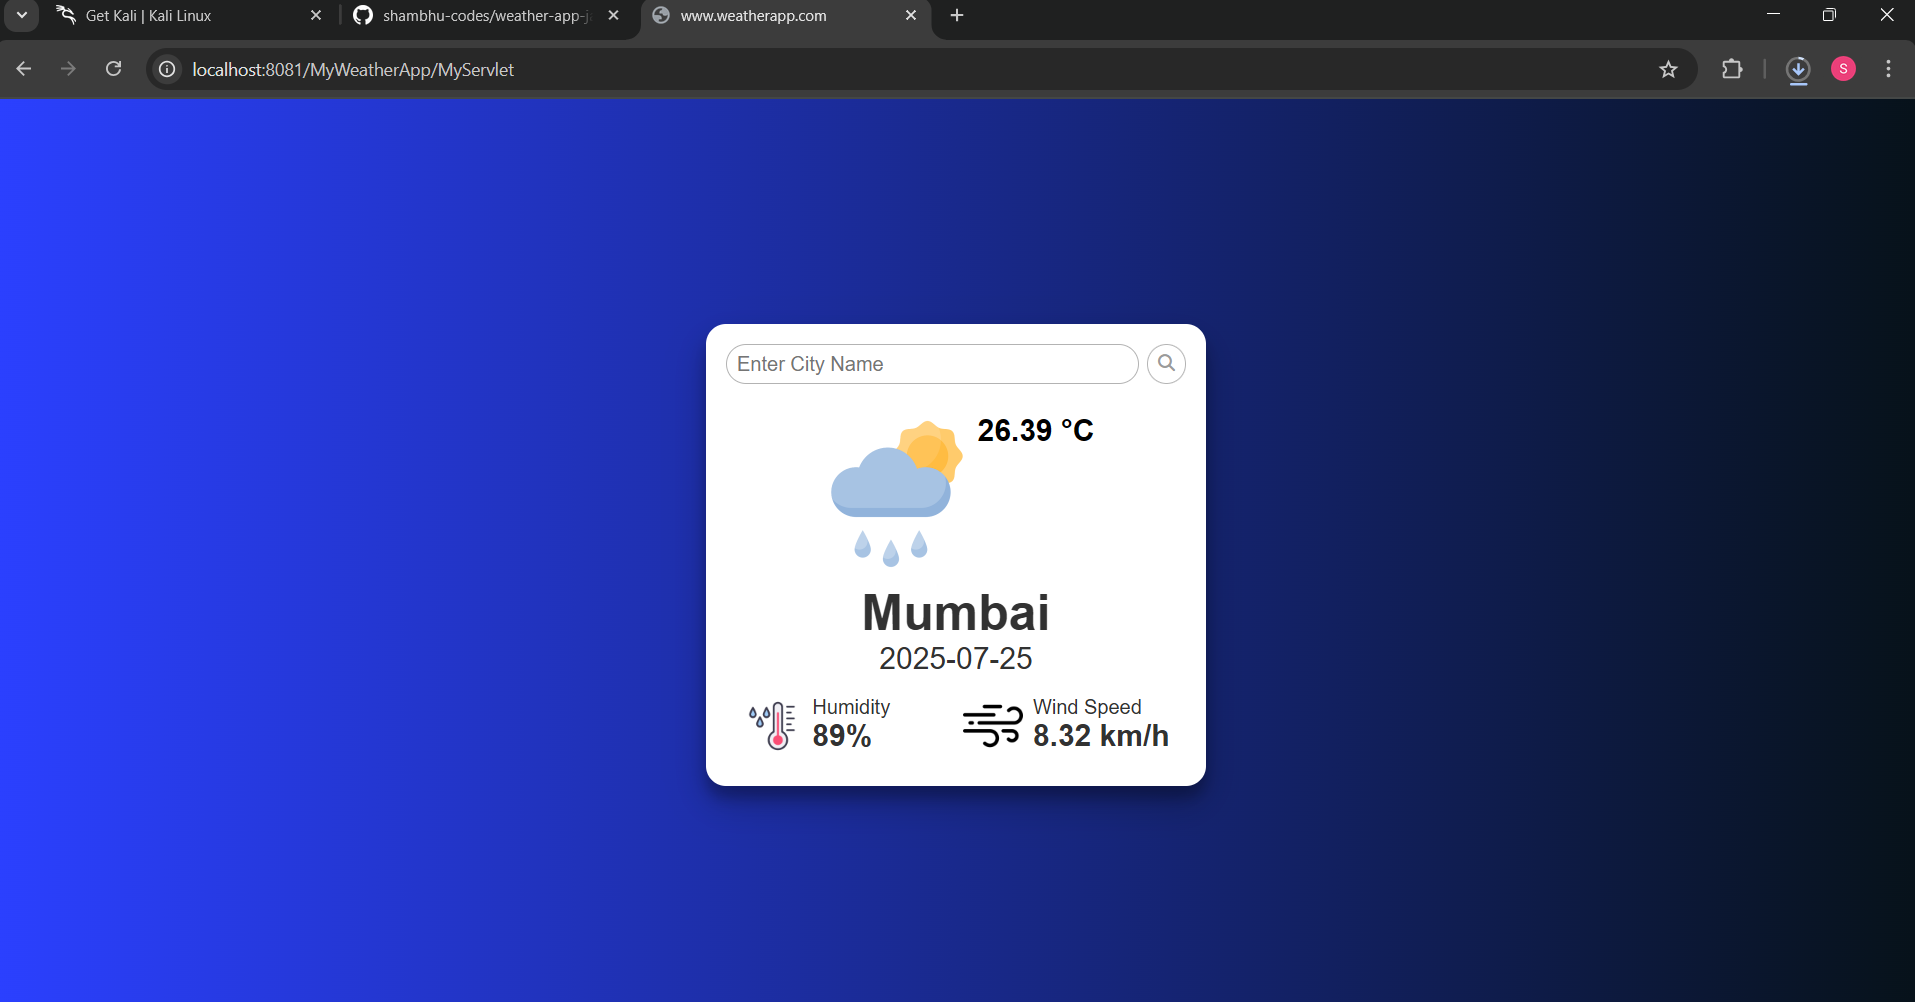 Get Kali | Kali Linux
shambhu-codes/weather-app-j
www.weatherapp.com
localhost:8081/MyWeatherApp/MyServlet
S
Enter City Name
26.39 °C
Mumbai
2025-07-25
Humidity
89%
Wind Speed
8.32 km/h